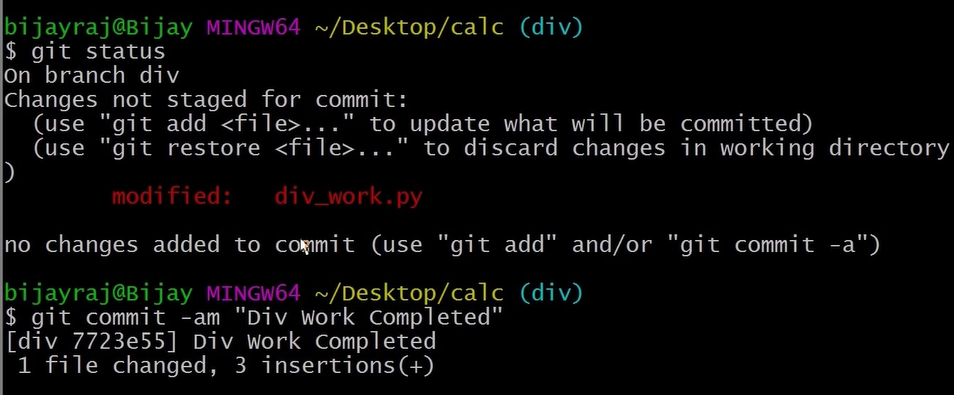 bijayraj@Bijay MINGW64 ~/Desktop/calc (div)
$ git status
On branch div
Changes not staged for commit:
  (use "git add <file>..." to update what will be committed)
  (use "git restore <file>..." to discard changes in working directory
)
        modified:   div_work.py
no changes added to commit (use "git add" and/or "git commit -a")
bijayraj@Bijay MINGW64 ~/Desktop/calc (div)
$ git commit -am "Div Work Completed"
[div 7723e55] Div Work Completed
 1 file changed, 3 insertions(+)